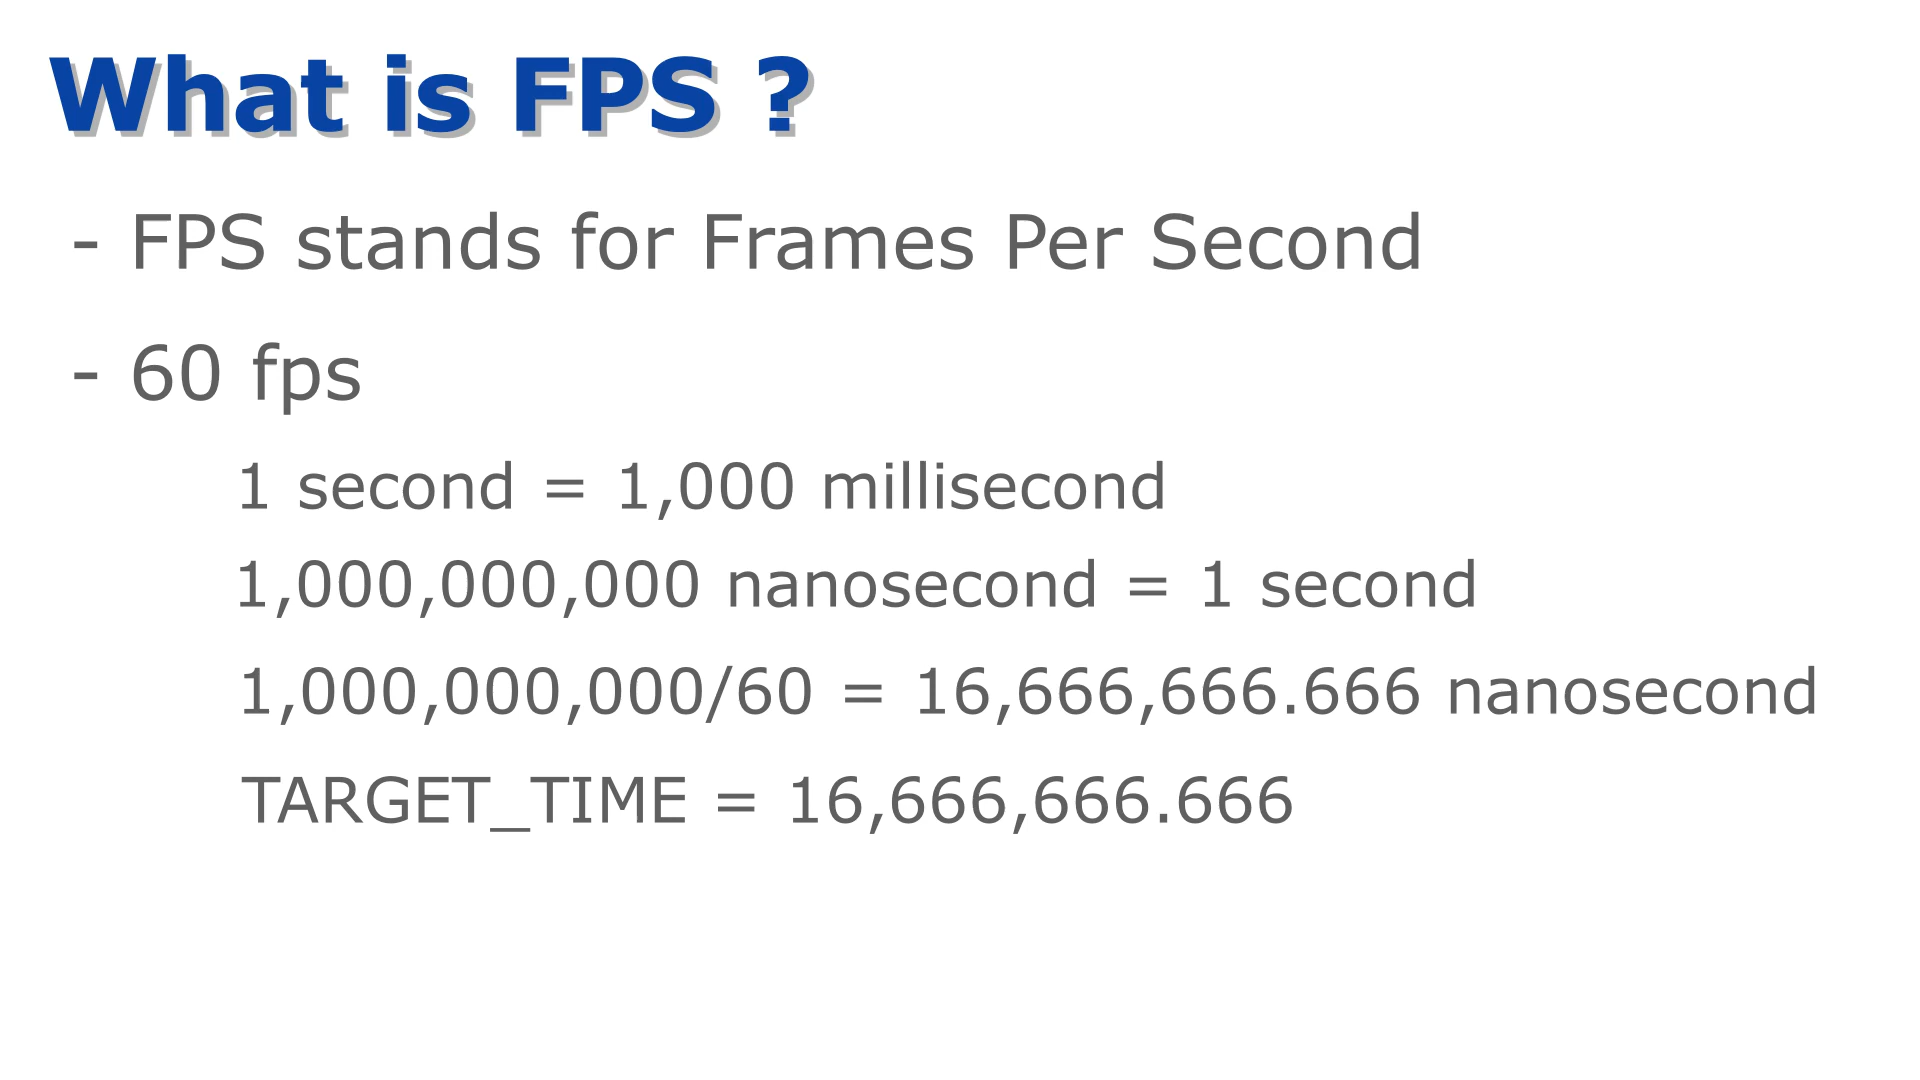 What is FPS ?
- FPS stands for Frames Per Second
- 60 fps
1 second = 1,000 millisecond
1,000,000,000 nanosecond = 1 second
1,000,000,000/60 = 16,666,666.666 nanosecond
TARGET_TIME = 16,666,666.666